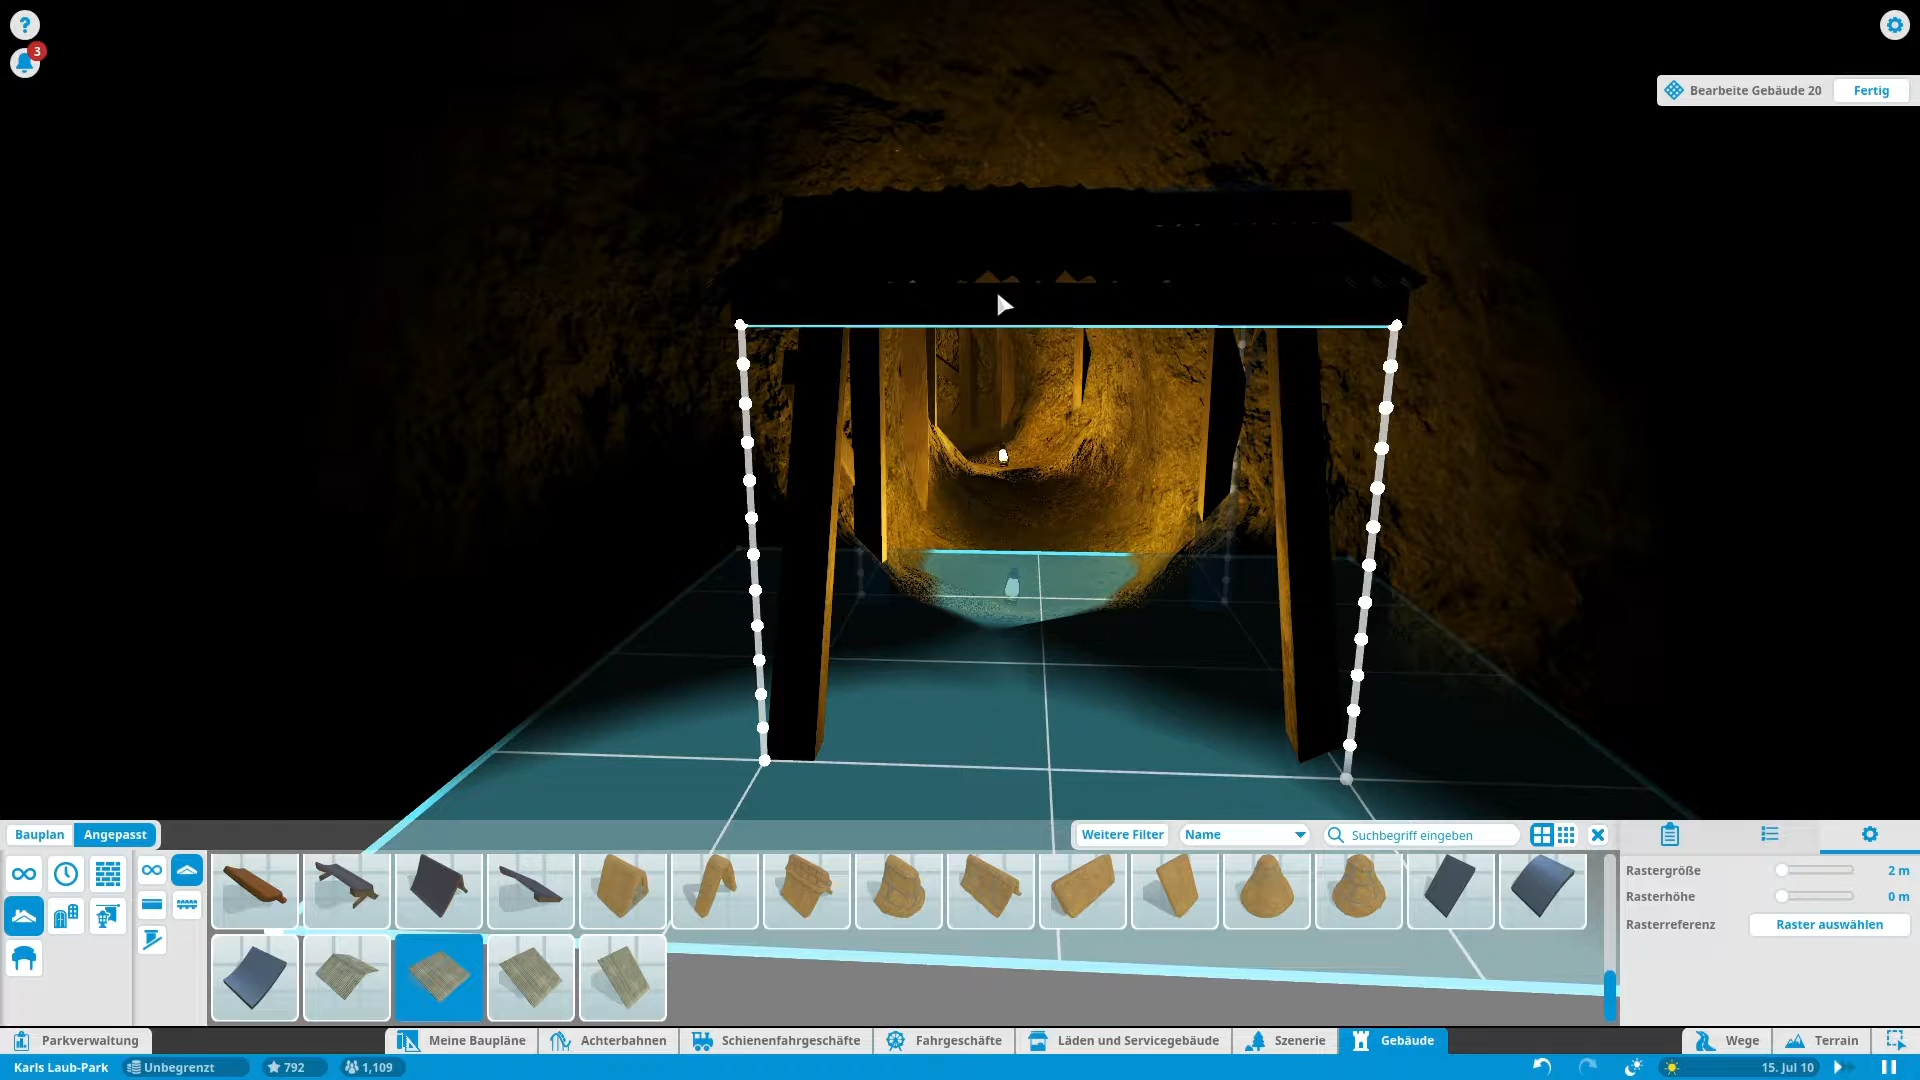 ?
3
Bearbeite Gebäude 20
Fertig
Bauplan
Angepasst
Weitere Filter
Name
Suchbegriff eingeben
Rastergröße
2 m
Rasterhöhe
0 m
Rasterreferenz
Raster auswählen
Parkverwaltung
Meine Baupläne
Achterbahnen
Schienenfahrgeschäfte
Fahrgeschäfte
Läden und Servicegebäude
Szenerie
Gebäude
Wege
Terrain
Karls Laub-Park
Unbegrenzt
792
1,109
15. Jul 10